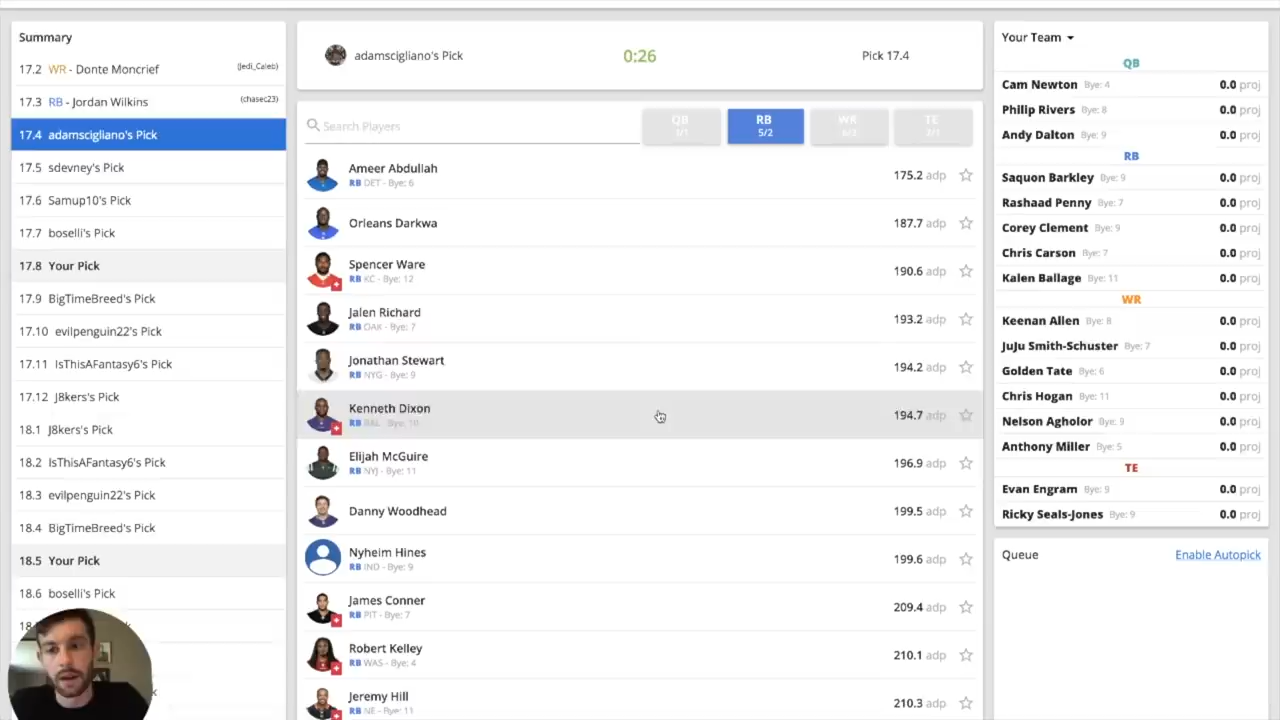 Summary
17.2 WR - Donte Moncrief (Jedi_Caleb)
17.3 RB - Jordan Wilkins (chasec23)
17.4 adamscigliano's Pick
17.5 sdevney's Pick
17.6 Samup10's Pick
17.7 boselli's Pick
17.8 Your Pick
17.9 BigTimeBreed's Pick
17.10 evilpenguin22's Pick
17.11 IsThisAFantasy6's Pick
17.12 J8kers's Pick
18.1 J8kers's Pick
18.2 IsThisAFantasy6's Pick
18.3 evilpenguin22's Pick
18.4 BigTimeBreed's Pick
18.5 Your Pick
18.6 boselli's Pick
adamscigliano's Pick 0:26 Pick 17.4
Search Players
QB RB WR TE
5/2
Ameer Abdullah
RB DET - Bye: 6 175.2 adp
Orleans Darkwa 187.7 adp
Spencer Ware
RB KC - Bye: 12 190.6 adp
Jalen Richard
RB OAK - Bye: 7 193.2 adp
Jonathan Stewart
RB NYG - Bye: 9 194.2 adp
Kenneth Dixon
RB BAL - Bye: 10 194.7 adp
Elijah McGuire
RB NYJ - Bye: 11 196.9 adp
Danny Woodhead 199.5 adp
Nyheim Hines
RB IND - Bye: 9 199.6 adp
James Conner
RB PIT - Bye: 7 209.4 adp
Robert Kelley
RB WAS - Bye: 4 210.1 adp
Jeremy Hill
RB NE - Bye: 11 210.3 adp
Your Team
QB
Cam Newton Bye: 4 0.0 proj
Philip Rivers Bye: 8 0.0 proj
Andy Dalton Bye: 9 0.0 proj
RB
Saquon Barkley Bye: 9 0.0 proj
Rashaad Penny Bye: 7 0.0 proj
Corey Clement Bye: 9 0.0 proj
Chris Carson Bye: 7 0.0 proj
Kalen Ballage Bye: 11 0.0 proj
WR
Keenan Allen Bye: 8 0.0 proj
JuJu Smith-Schuster Bye: 7 0.0 proj
Golden Tate Bye: 6 0.0 proj
Chris Hogan Bye: 11 0.0 proj
Nelson Agholor Bye: 9 0.0 proj
Anthony Miller Bye: 5 0.0 proj
TE
Evan Engram Bye: 9 0.0 proj
Ricky Seals-Jones Bye: 9 0.0 proj
Queue Enable Autopick